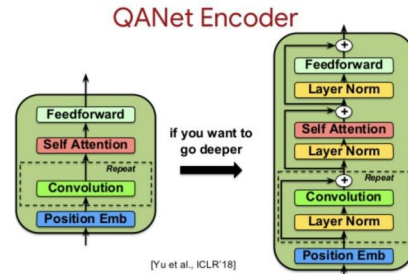 QANet Encoder
Feedforward
Self Attention
Repeat
Convolution
Position Emb
if you want to
go deeper
[Yu et al., ICLR'18]
+
Feedforward
Layer Norm
+
Self Attention
Layer Norm
+
Repeat
Convolution
Layer Norm
Position Emb